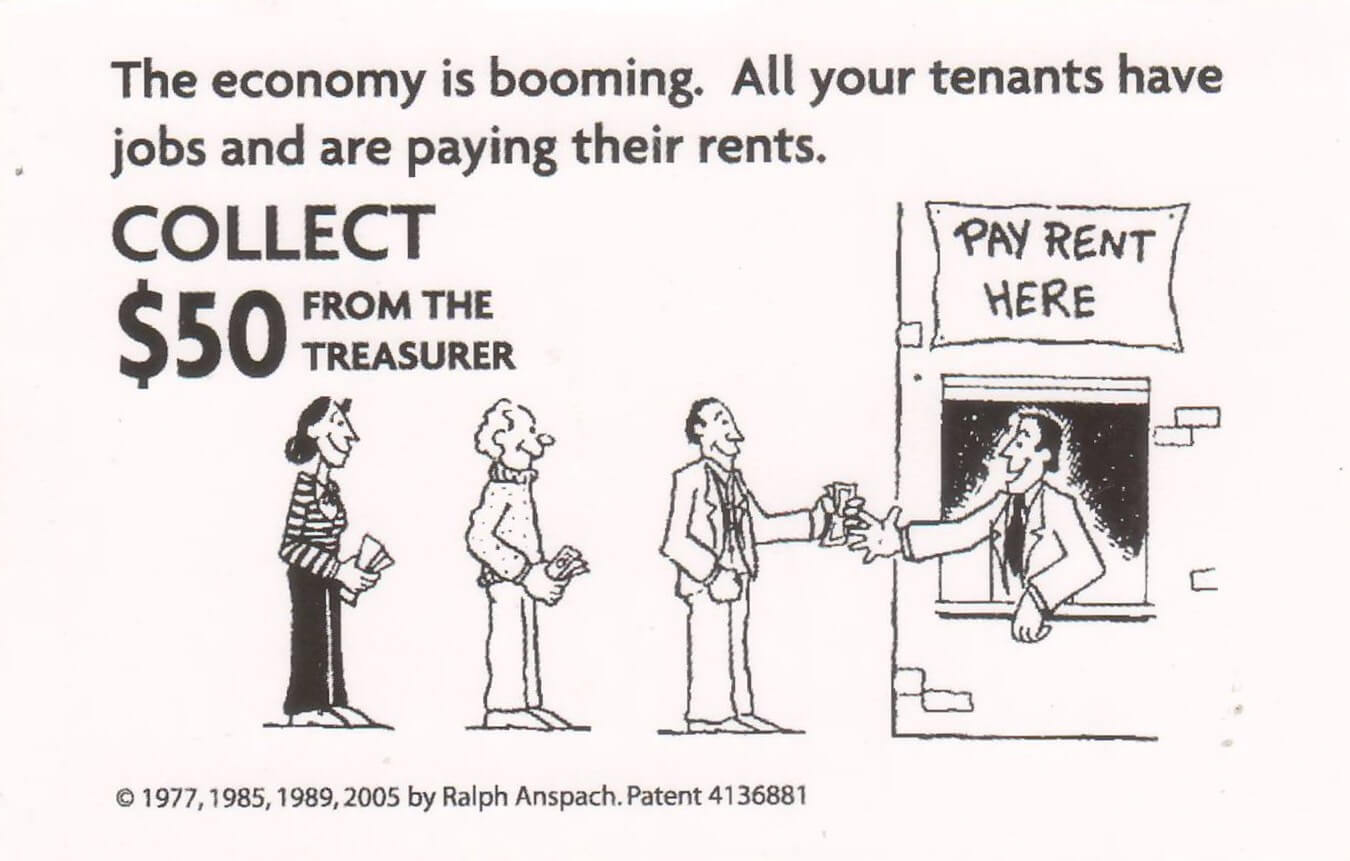 The economy is booming. All your tenants have
jobs and are paying their rents.
COLLECT
$50 FROM THE
TREASURER
PAY RENT
HERE
© 1977, 1985, 1989, 2005 by Ralph Anspach. Patent 4136881